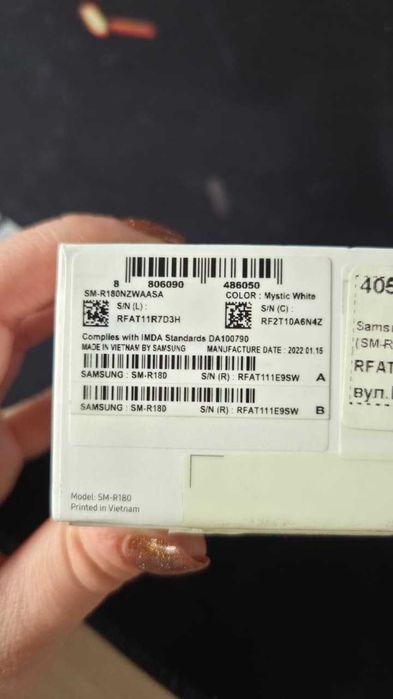 8 806090 486050
SM-R180NZWAASA COLOR : Mystic White
S/N (L) : S/N (C) :
RFAT11R7D3H RF2T10A6N4Z
Complies with IMDA Standards DA100790
MADE IN VIETNAM BY SAMSUNG MANUFACTURE DATE : 2022.01.15
SAMSUNG : SM-R180 S/N (R) : RFAT111E9SW A
SAMSUNG : SM-R180 S/N (R) : RFAT111E9SW B
Model: SM-R180
Printed in Vietnam
405
Sams
(SM-R
RFAT
вул.